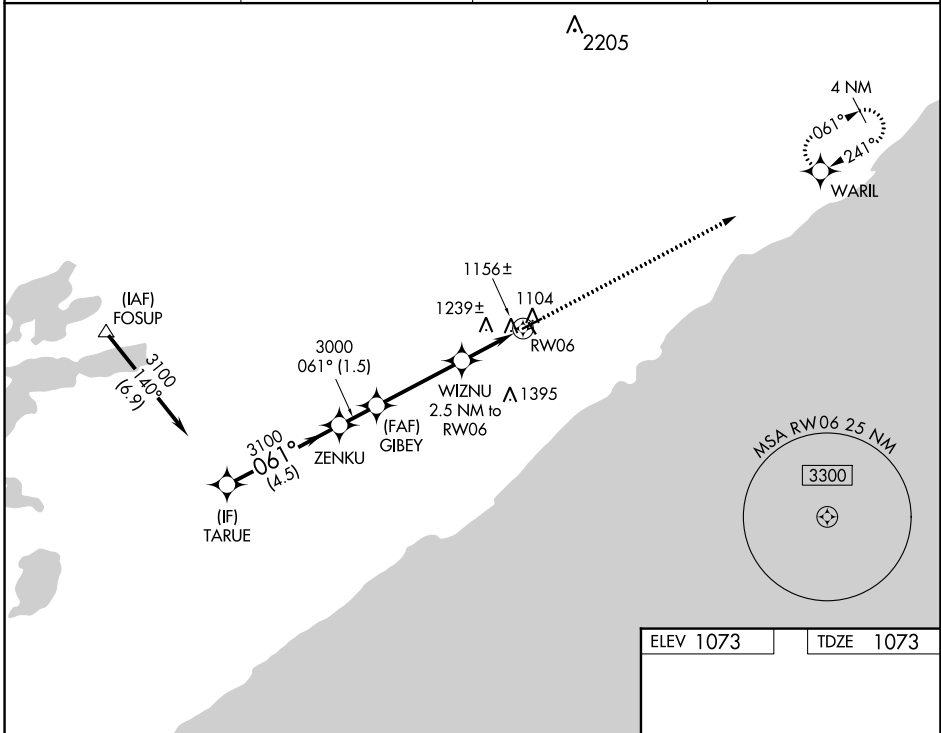 2205
4 NM
061°
241°
WARIL
1156±
(IAF)
FOSUP
1239±
1104
RW06
3000
061° (1.5)
3100
140°
(6.9)
WIZNU
2.5 NM to
RW06
1395
(FAF)
GIBEY
ZENKU
3100
061°
(4.5)
MSA RW06 25 NM
3300
(IF)
TARUE
ELEV 1073
TDZE 1073